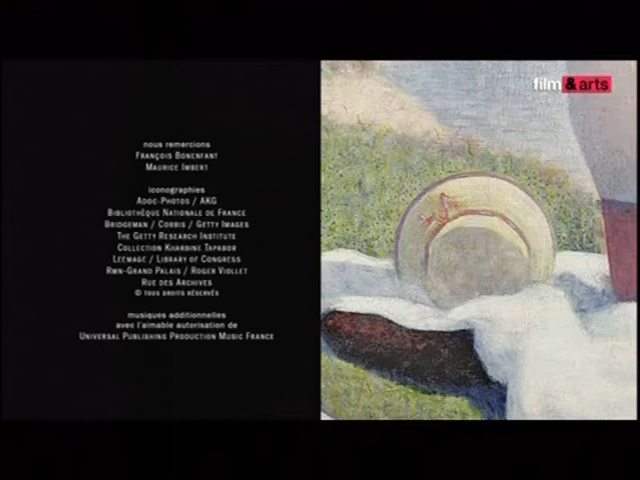 film&arts
nous remercions
François Bonenfant
Maurice Imbert
iconographies
Adoc-Photos / AKG
Bibliothèque Nationale de France
Bridgeman / Corbis / Getty Images
The Getty Research Institute
Collection Kharbine Tapabor
Leemage / Library of Congress
Rmn-Grand Palais / Roger Viollet
Rue des Archives
© tous droits réservés
musiques additionnelles
avec l'aimable autorisation de
Universal Publishing Production Music France